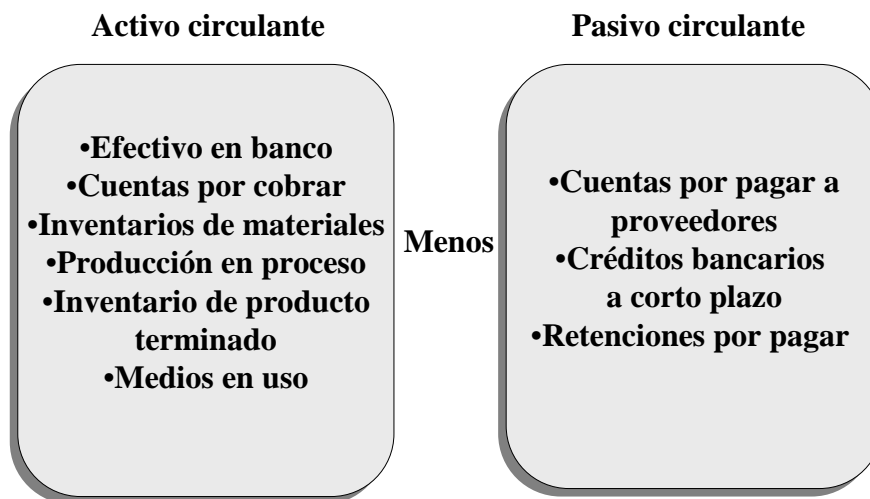 Activo circulante
Pasivo circulante
•Efectivo en banco
•Cuentas por cobrar
•Inventarios de materiales
•Producción en proceso
•Inventario de producto
terminado
•Medios en uso
Menos
•Cuentas por pagar a
proveedores
•Créditos bancarios
a corto plazo
•Retenciones por pagar